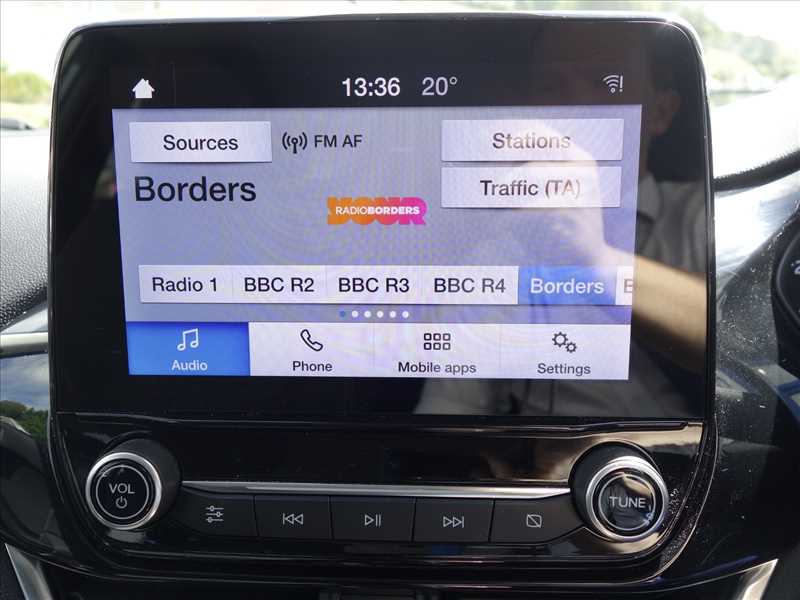 13:36 20°
Sources FM AF Stations
Borders
YOUR
RADIOBORDERS
Traffic (TA)
Radio 1 BBC R2 BBC R3 BBC R4 Borders
Audio Phone Mobile apps Settings
VOL
TUNE